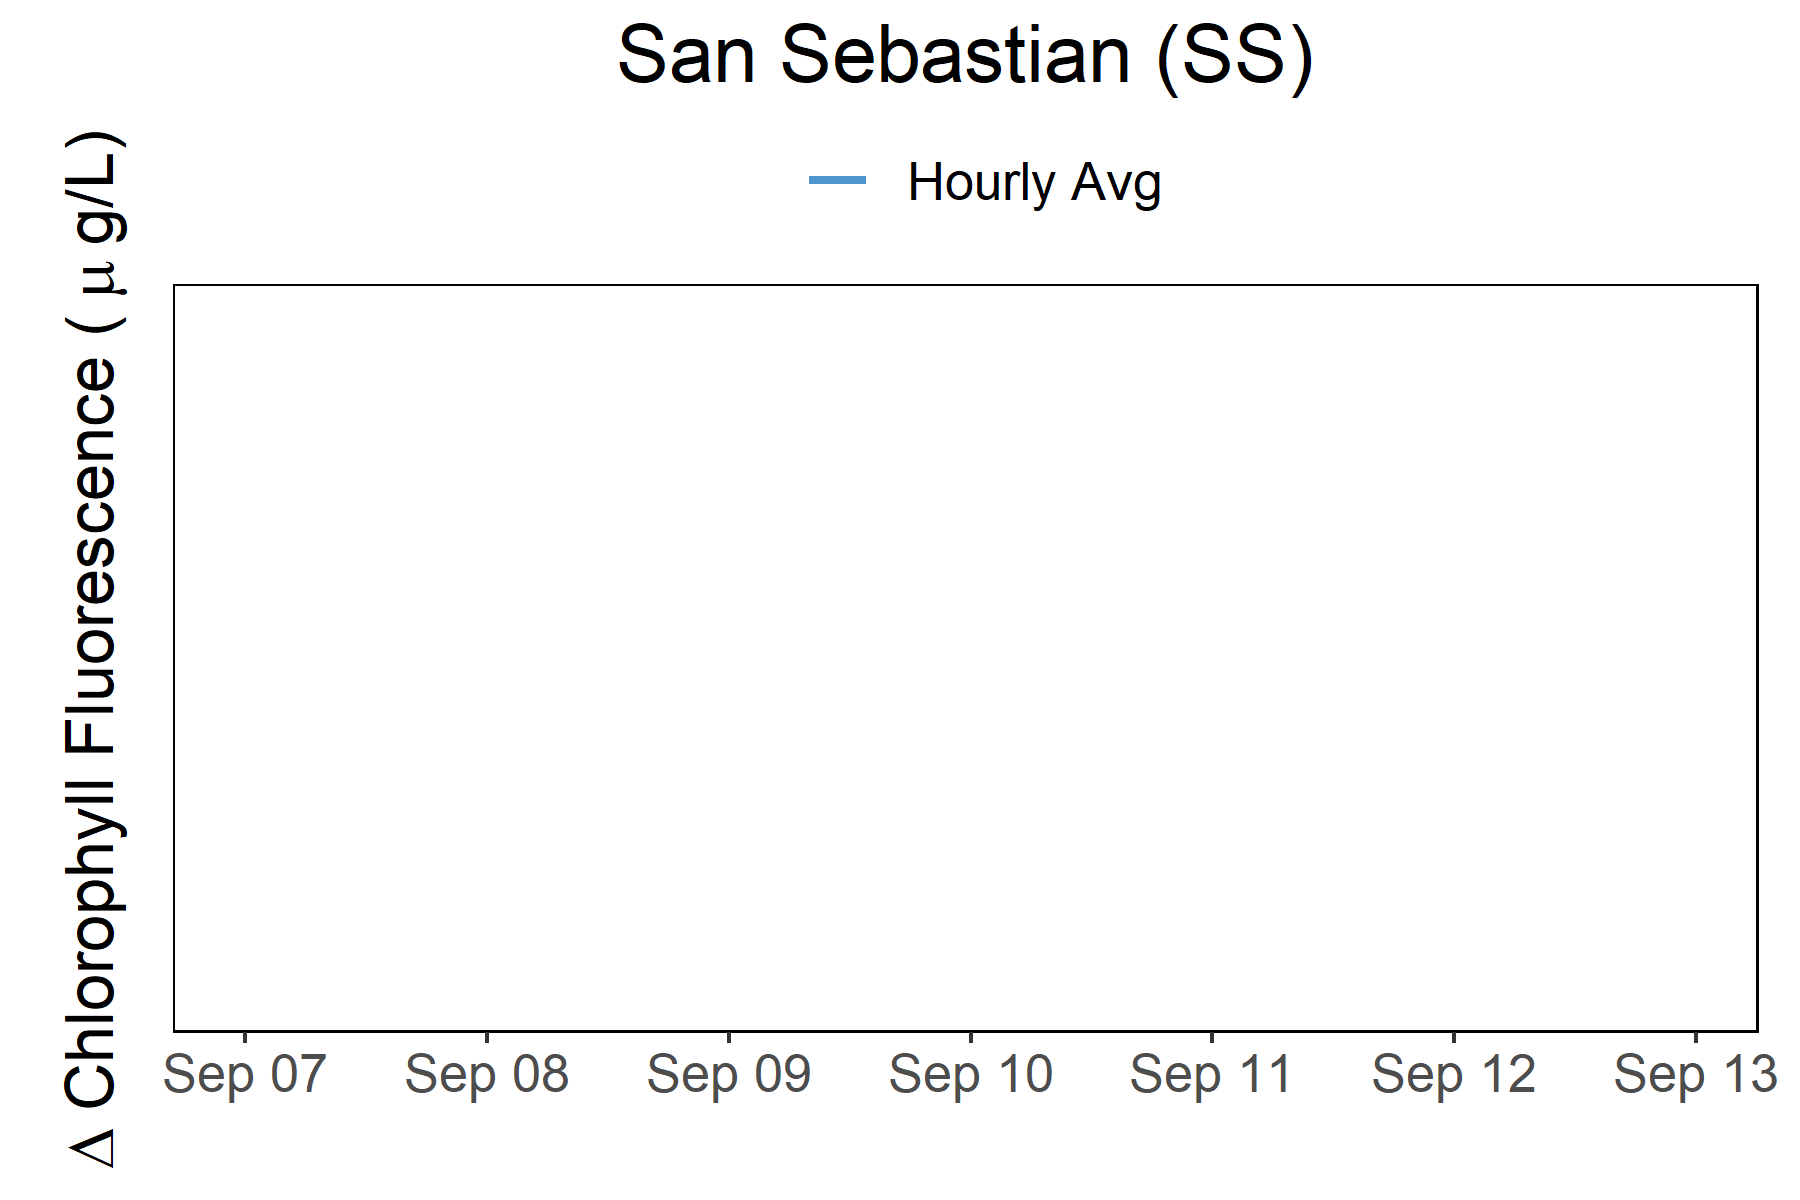 San Sebastian (SS)
Hourly Avg
Δ Chlorophyll Fluorescence ( μ g/L)
Sep 07 Sep 08 Sep 09 Sep 10 Sep 11 Sep 12 Sep 13